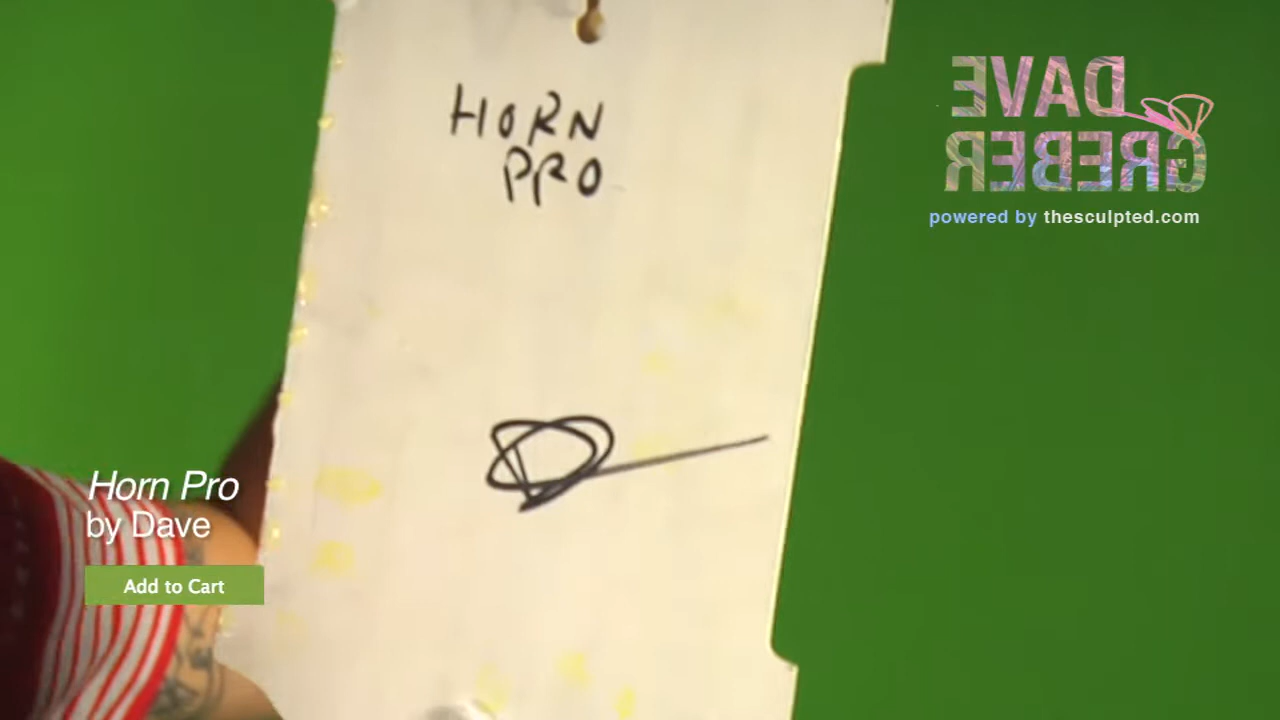 HORN
PRO
DAVE
GREBER
powered by thesculpted.com
Horn Pro
by Dave
Add to Cart